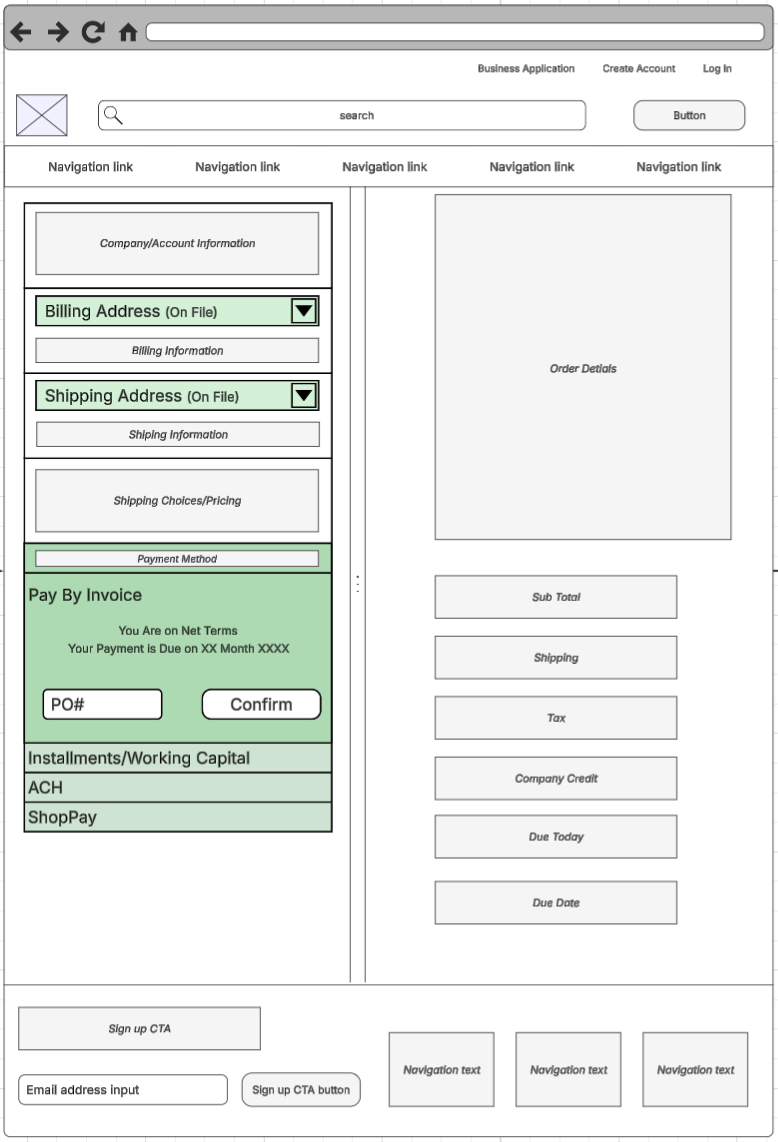 Business Application Create Account Log In
search
Button
Navigation link Navigation link Navigation link Navigation link Navigation link
Company/Account Information
Billing Address (On File)
Billing Information
Shipping Address (On File)
Shiping Information
Shipping Choices/Pricing
Payment Method
Pay By Invoice
You Are on Net Terms
Your Payment is Due on XX Month XXXX
PO#
Confirm
Installments/Working Capital
ACH
ShopPay
Order Detials
Sub Total
Shipping
Tax
Company Credit
Due Today
Due Date
Sign up CTA
Email address input
Sign up CTA button
Navigation text Navigation text Navigation text